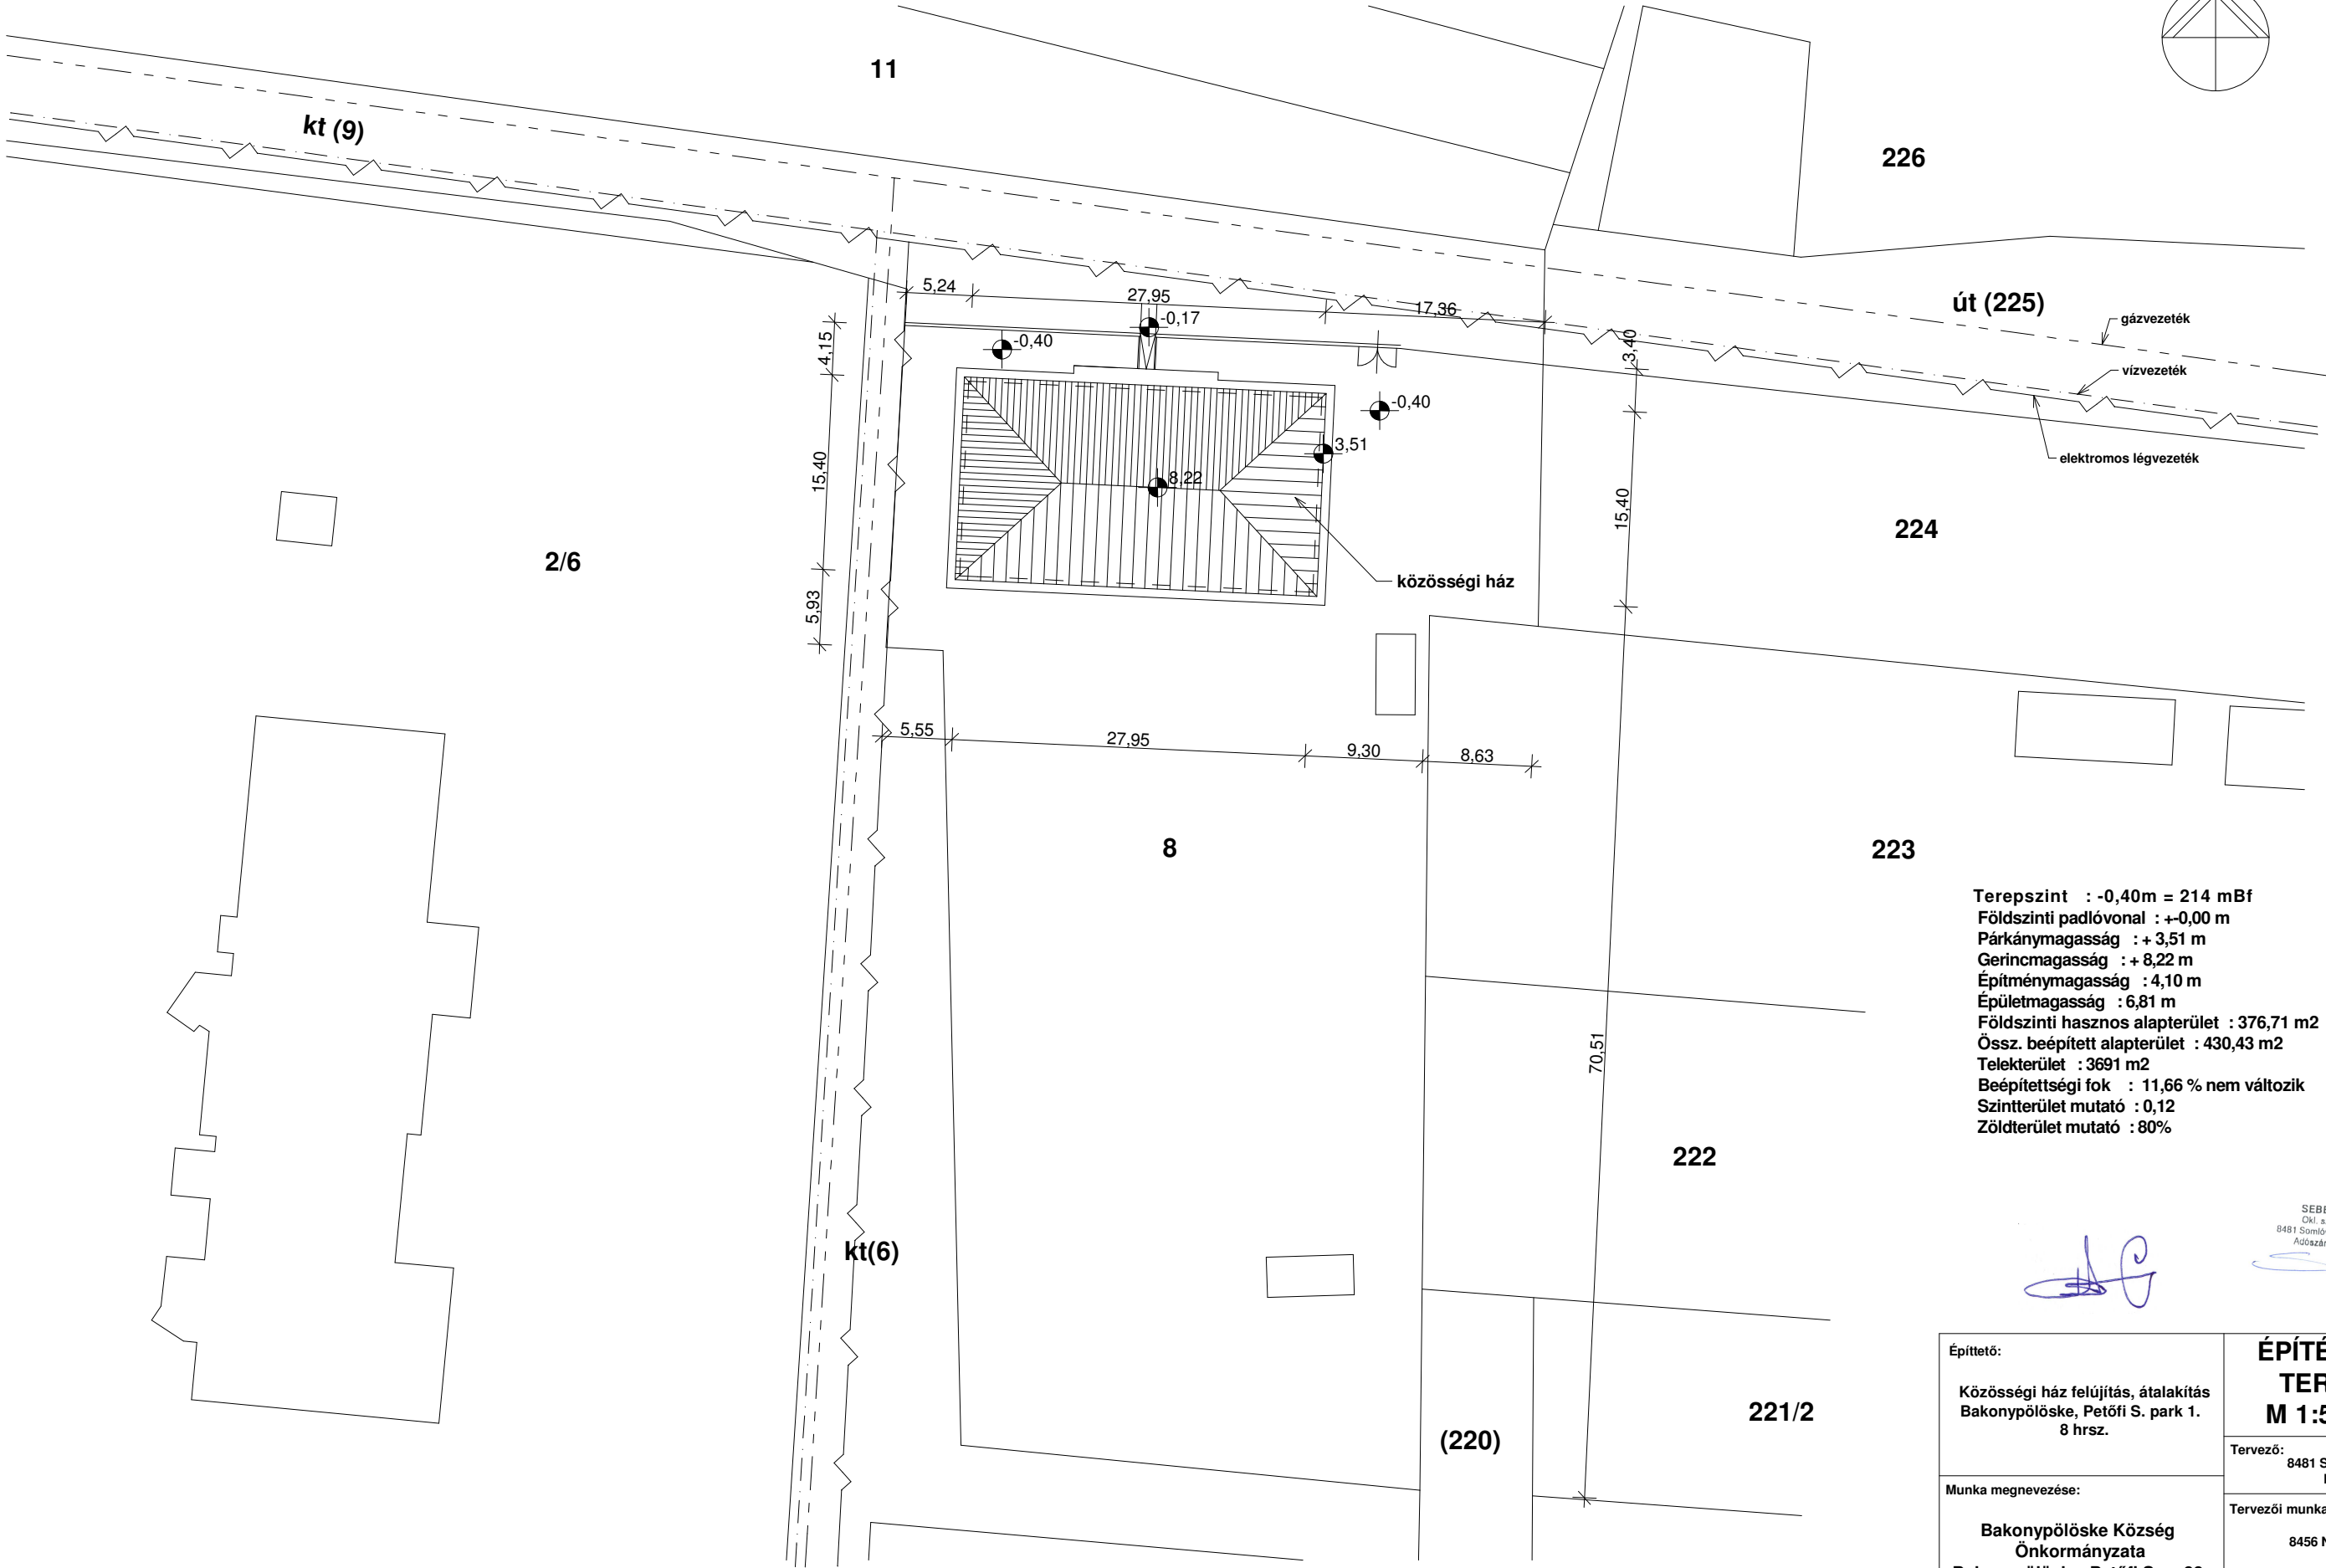 11
kt (9)
226
út (225)
gázvezeték
vízvezeték
elektromos légvezeték
5,24
27,95
17,36
-0,17
-0,40
4,15
3,40
-0,40
3,51
8,22
15,40
15,40
224
2/6
közösségi ház
5,93
5,55
27,95
9,30
8,63
8
223
Terepszint : -0,40m = 214 mBf
Földszinti padlóvonal : +-0,00 m
Párkánymagasság : + 3,51 m
Gerincmagasság : + 8,22 m
Építménymagasság : 4,10 m
Épületmagasság : 6,81 m
Földszinti hasznos alapterület : 376,71 m2
Össz. beépített alapterület : 430,43 m2
Telekterület : 3691 m2
Beépítettségi fok : 11,66 % nem változik
Szintterület mutató : 0,12
Zöldterület mutató : 80%
70,51
222
kt(6)
221/2
(220)
Építtető:
Közösségi ház felújítás, átalakítás
Bakonypölöske, Petőfi S. park 1.
8 hrsz.
M 1:5
Tervező:
8481 S
Munka megnevezése:
Bakonypölöske Község
Önkormányzata
Tervezői munka
8456 N